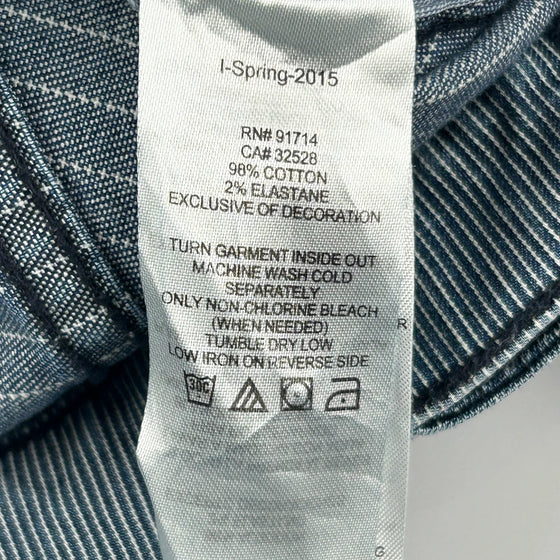 I-Spring-2015
RN# 91714
CA# 32528
98% COTTON
2% ELASTANE
EXCLUSIVE OF DECORATION
TURN GARMENT INSIDE OUT
MACHINE WASH COLD
SEPARATELY
ONLY NON-CHLORINE BLEACH
(WHEN NEEDED)
TUMBLE DRY LOW
LOW IRON ON REVERSE SIDE
30C
R
G